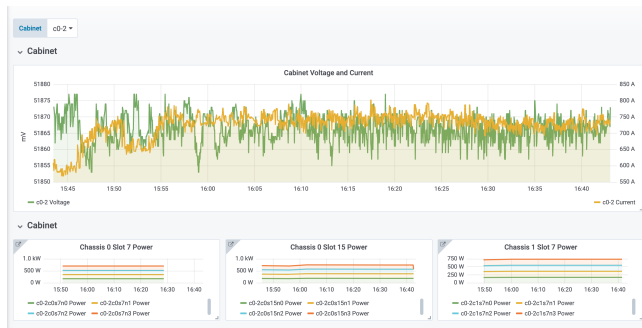 Cabinet c0-2
Cabinet
Cabinet Voltage and Current
51880 850 A
51875 800 A
51870 750 A
51865 700 A
51860 650 A
51855 600 A
51850 550 A
mV
15:45 15:50 15:55 16:00 16:05 16:10 16:15 16:20 16:25 16:30 16:35 16:40
c0-2 Voltage c0-2 Current
Cabinet
Chassis 0 Slot 7 Power
1.0 kW
500 W
0 W
15:50 16:00 16:10 16:20 16:30 16:40
c0-2c0s7n0 Power c0-2c0s7n1 Power
c0-2c0s7n2 Power c0-2c0s7n3 Power
Chassis 0 Slot 15 Power
1.0 kW
500 W
0 W
15:50 16:00 16:10 16:20 16:30 16:40
c0-2c0s15n0 Power c0-2c0s15n1 Power
c0-2c0s15n2 Power c0-2c0s15n3 Power
Chassis 1 Slot 7 Power
750 W
500 W
250 W
0 W
15:50 16:00 16:10 16:20 16:30 16:40
c0-2c1s7n0 Power c0-2c1s7n1 Power
c0-2c1s7n2 Power c0-2c1s7n3 Power